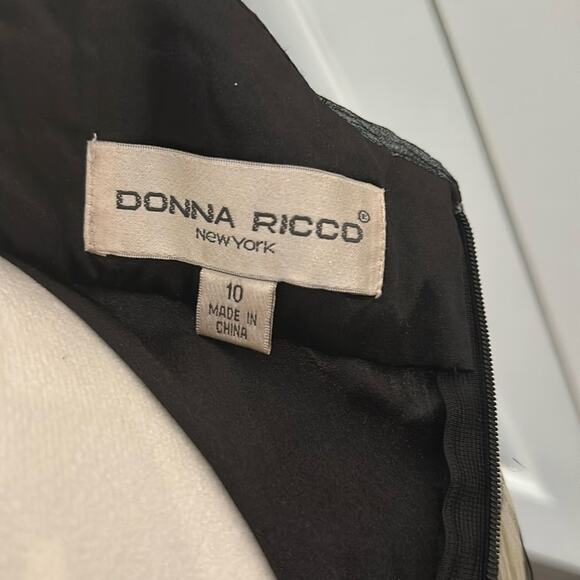 DONNA RICCO®
NEW YORK
10
MADE IN
CHINA